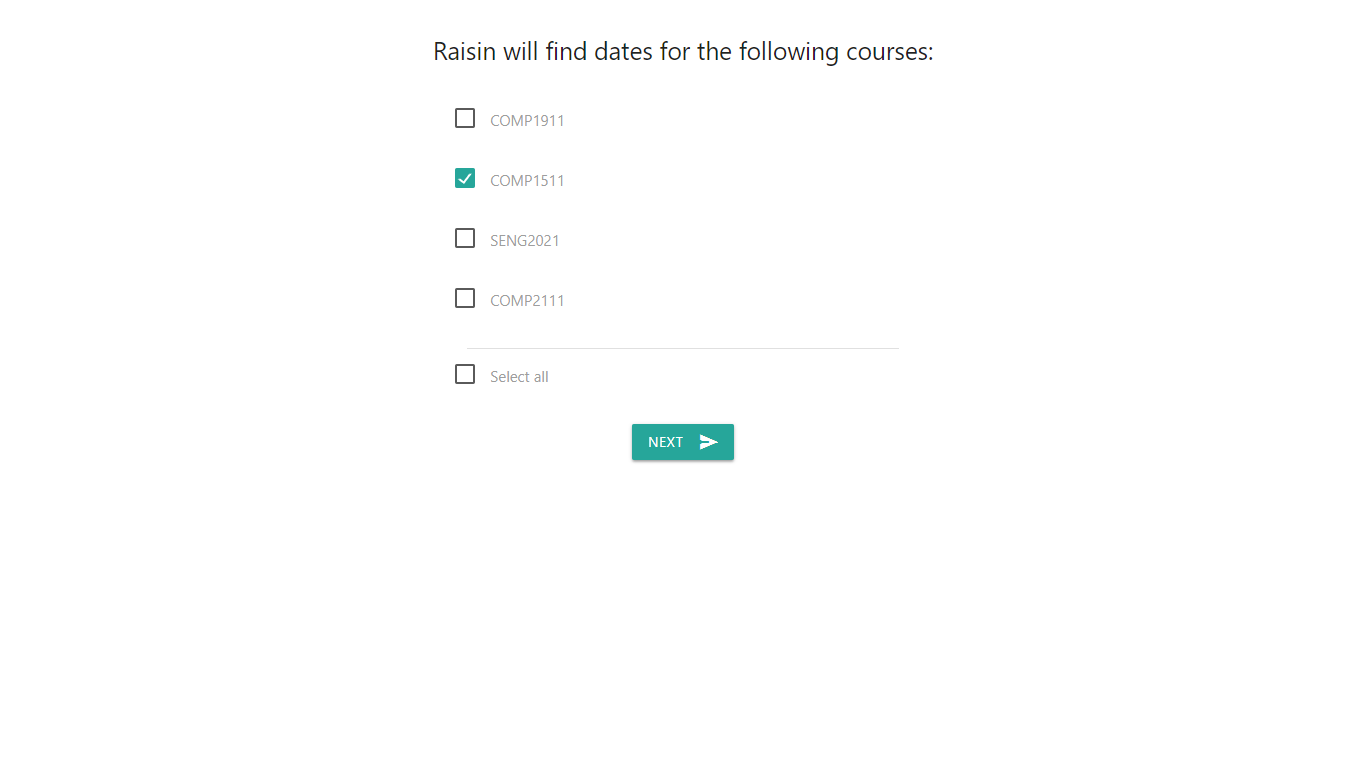 Raisin will find dates for the following courses:
COMP1911
COMP1511
SENG2021
COMP2111
Select all
NEXT